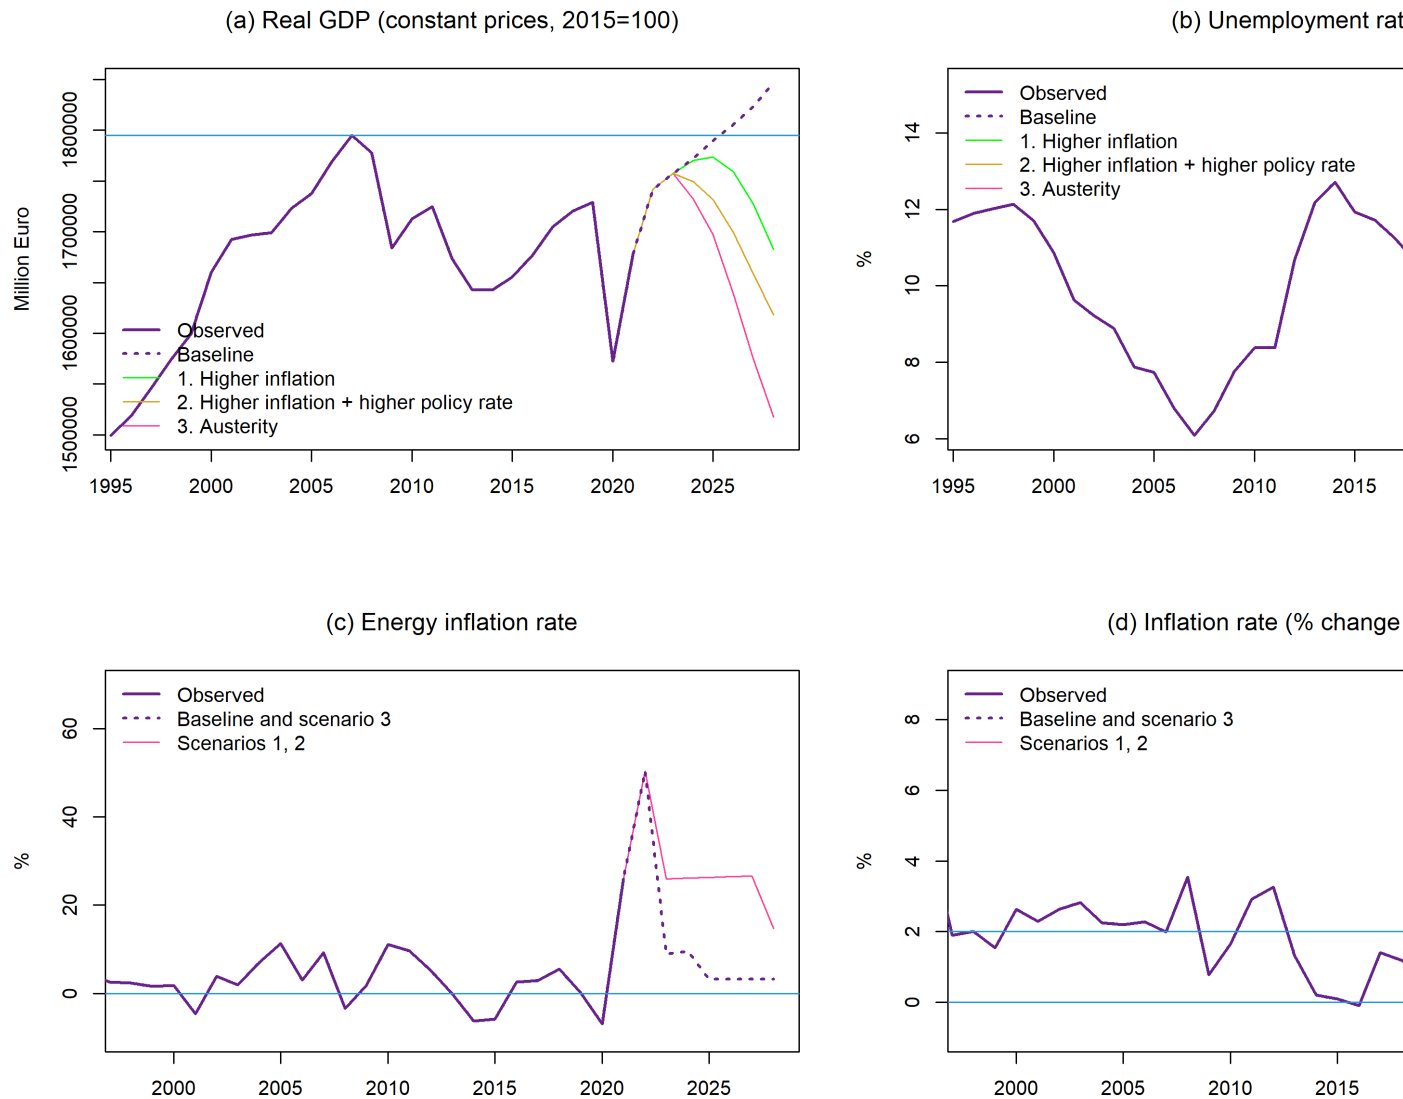 (a) Real GDP (constant prices, 2015=100)
Million Euro
1800000
1700000
1600000
1500000
Observed
Baseline
1. Higher inflation
2. Higher inflation + higher policy rate
3. Austerity
1995 2000 2005 2010 2015 2020 2025
(b) Unemployment rat
%
14
12
10
8
6
Observed
Baseline
1. Higher inflation
2. Higher inflation + higher policy rate
3. Austerity
1995 2000 2005 2010 2015
(c) Energy inflation rate
%
60
40
20
0
Observed
Baseline and scenario 3
Scenarios 1, 2
2000 2005 2010 2015 2020 2025
(d) Inflation rate (% change
%
8
6
4
2
0
Observed
Baseline and scenario 3
Scenarios 1, 2
2000 2005 2010 2015